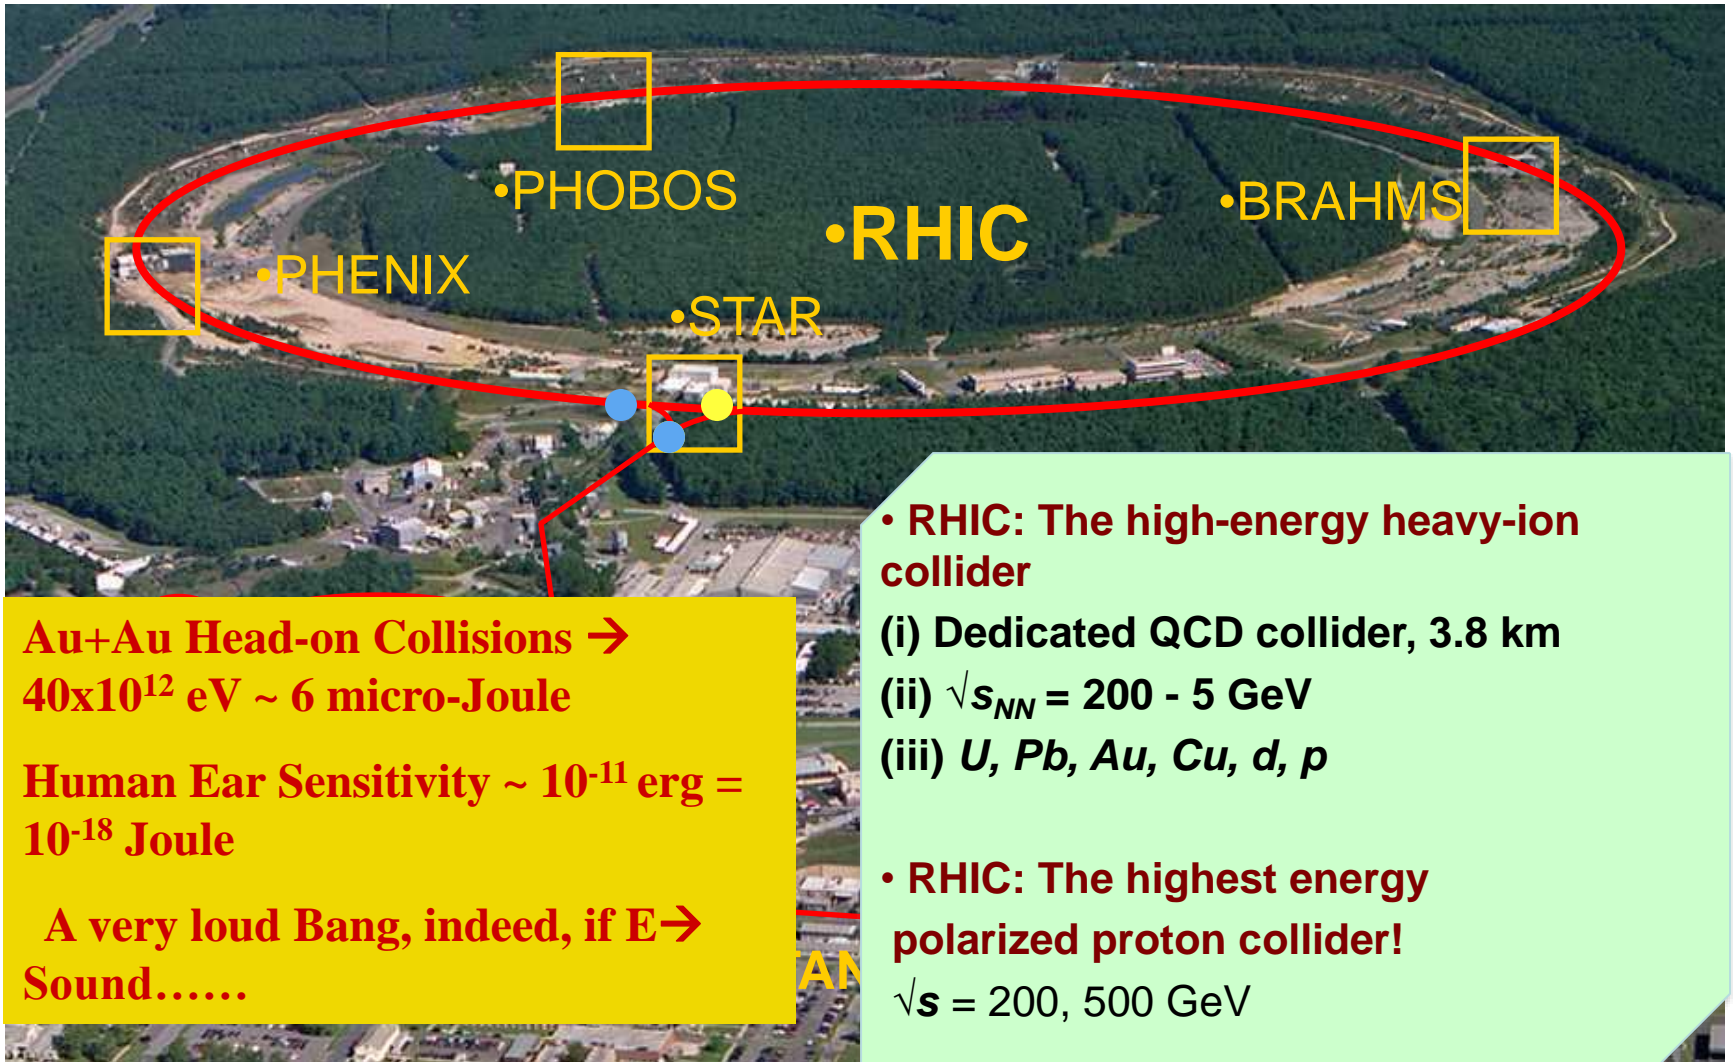 •PHOBOS
•BRAHMS
•RHIC
•PHENIX
•STAR
Au+Au Head-on Collisions →
40x10¹² eV ~ 6 micro-Joule
Human Ear Sensitivity ~ 10⁻¹¹ erg =
10⁻¹⁸ Joule
A very loud Bang, indeed, if E→
Sound……
• RHIC: The high-energy heavy-ion
collider
(i) Dedicated QCD collider, 3.8 km
(ii) √sNN = 200 - 5 GeV
(iii) U, Pb, Au, Cu, d, p
• RHIC: The highest energy
polarized proton collider!
√s = 200, 500 GeV